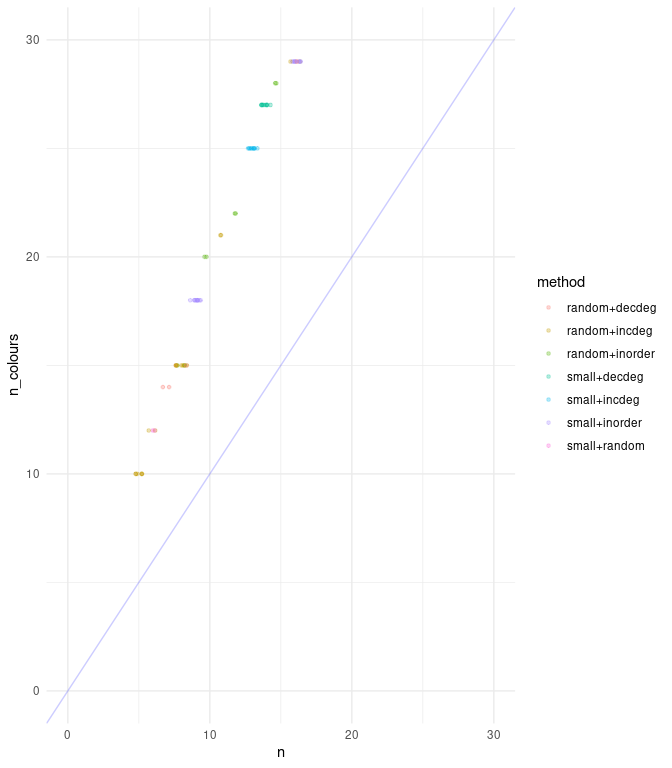 30
20
10
0
n_colours
0 10 20 30
n
method
random+decdeg
random+incdeg
random+inorder
small+decdeg
small+incdeg
small+inorder
small+random